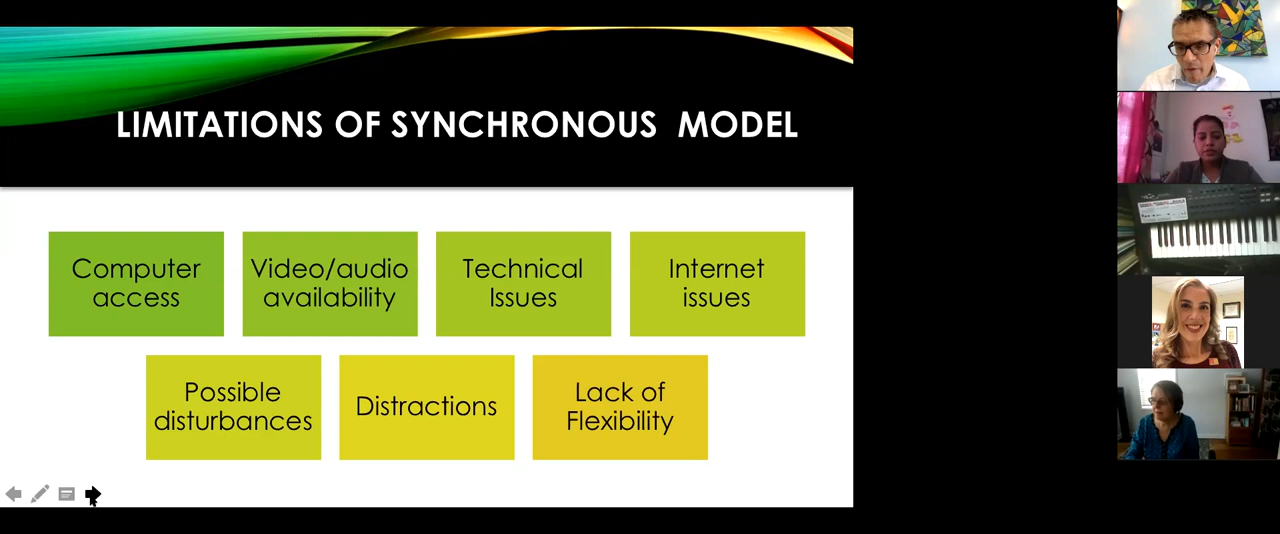 LIMITATIONS OF SYNCHRONOUS MODEL
Computer
access
Video/audio
availability
Technical
Issues
Internet
issues
Possible
disturbances
Distractions
Lack of
Flexibility